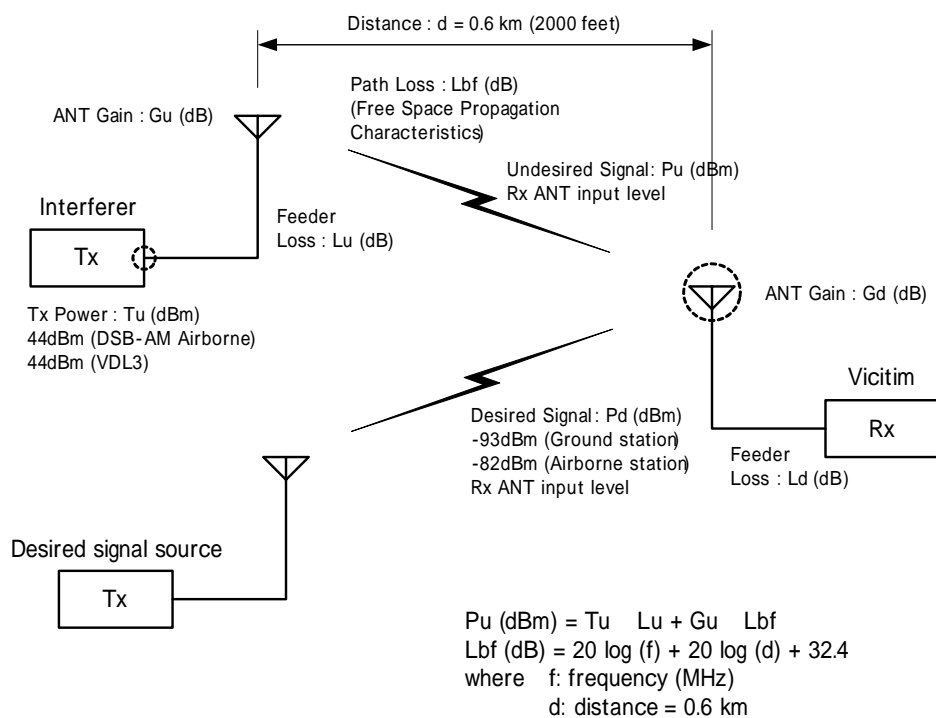 Distance : d = 0.6 km (2000 feet)
Path Loss : Lbf (dB)
(Free Space Propagation
Characteristics)
ANT Gain : Gu (dB)
Undesired Signal: Pu (dBm)
Rx ANT input level
Interferer
Tx
Feeder
Loss : Lu (dB)
ANT Gain : Gd (dB)
Tx Power : Tu (dBm)
44dBm (DSB-AM Airborne)
44dBm (VDL3)
Vicitim
Rx
Desired Signal: Pd (dBm)
-93dBm (Ground station)
-82dBm (Airborne station)
Rx ANT input level
Feeder
Loss : Ld (dB)
Desired signal source
Tx
Pu (dBm) = Tu Lu + Gu Lbf
Lbf (dB) = 20 log (f) + 20 log (d) + 32.4
where f: frequency (MHz)
d: distance = 0.6 km